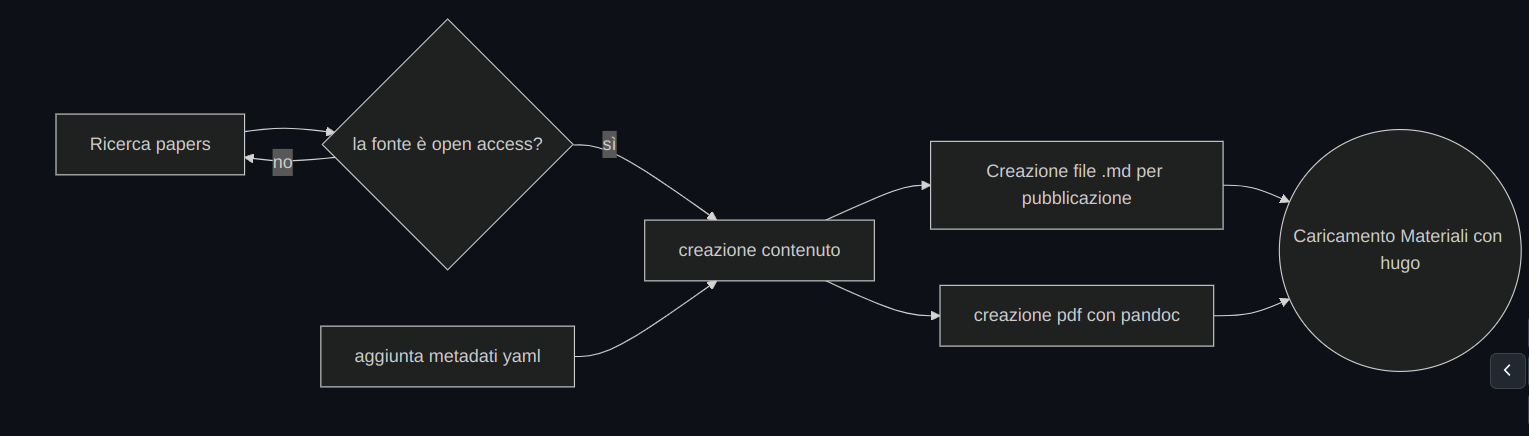 Ricerca papers
no
la fonte è open access?
sì
creazione contenuto
aggiunta metadati yaml
Creazione file .md per
pubblicazione
creazione pdf con pandoc
Caricamento Materiali con
hugo